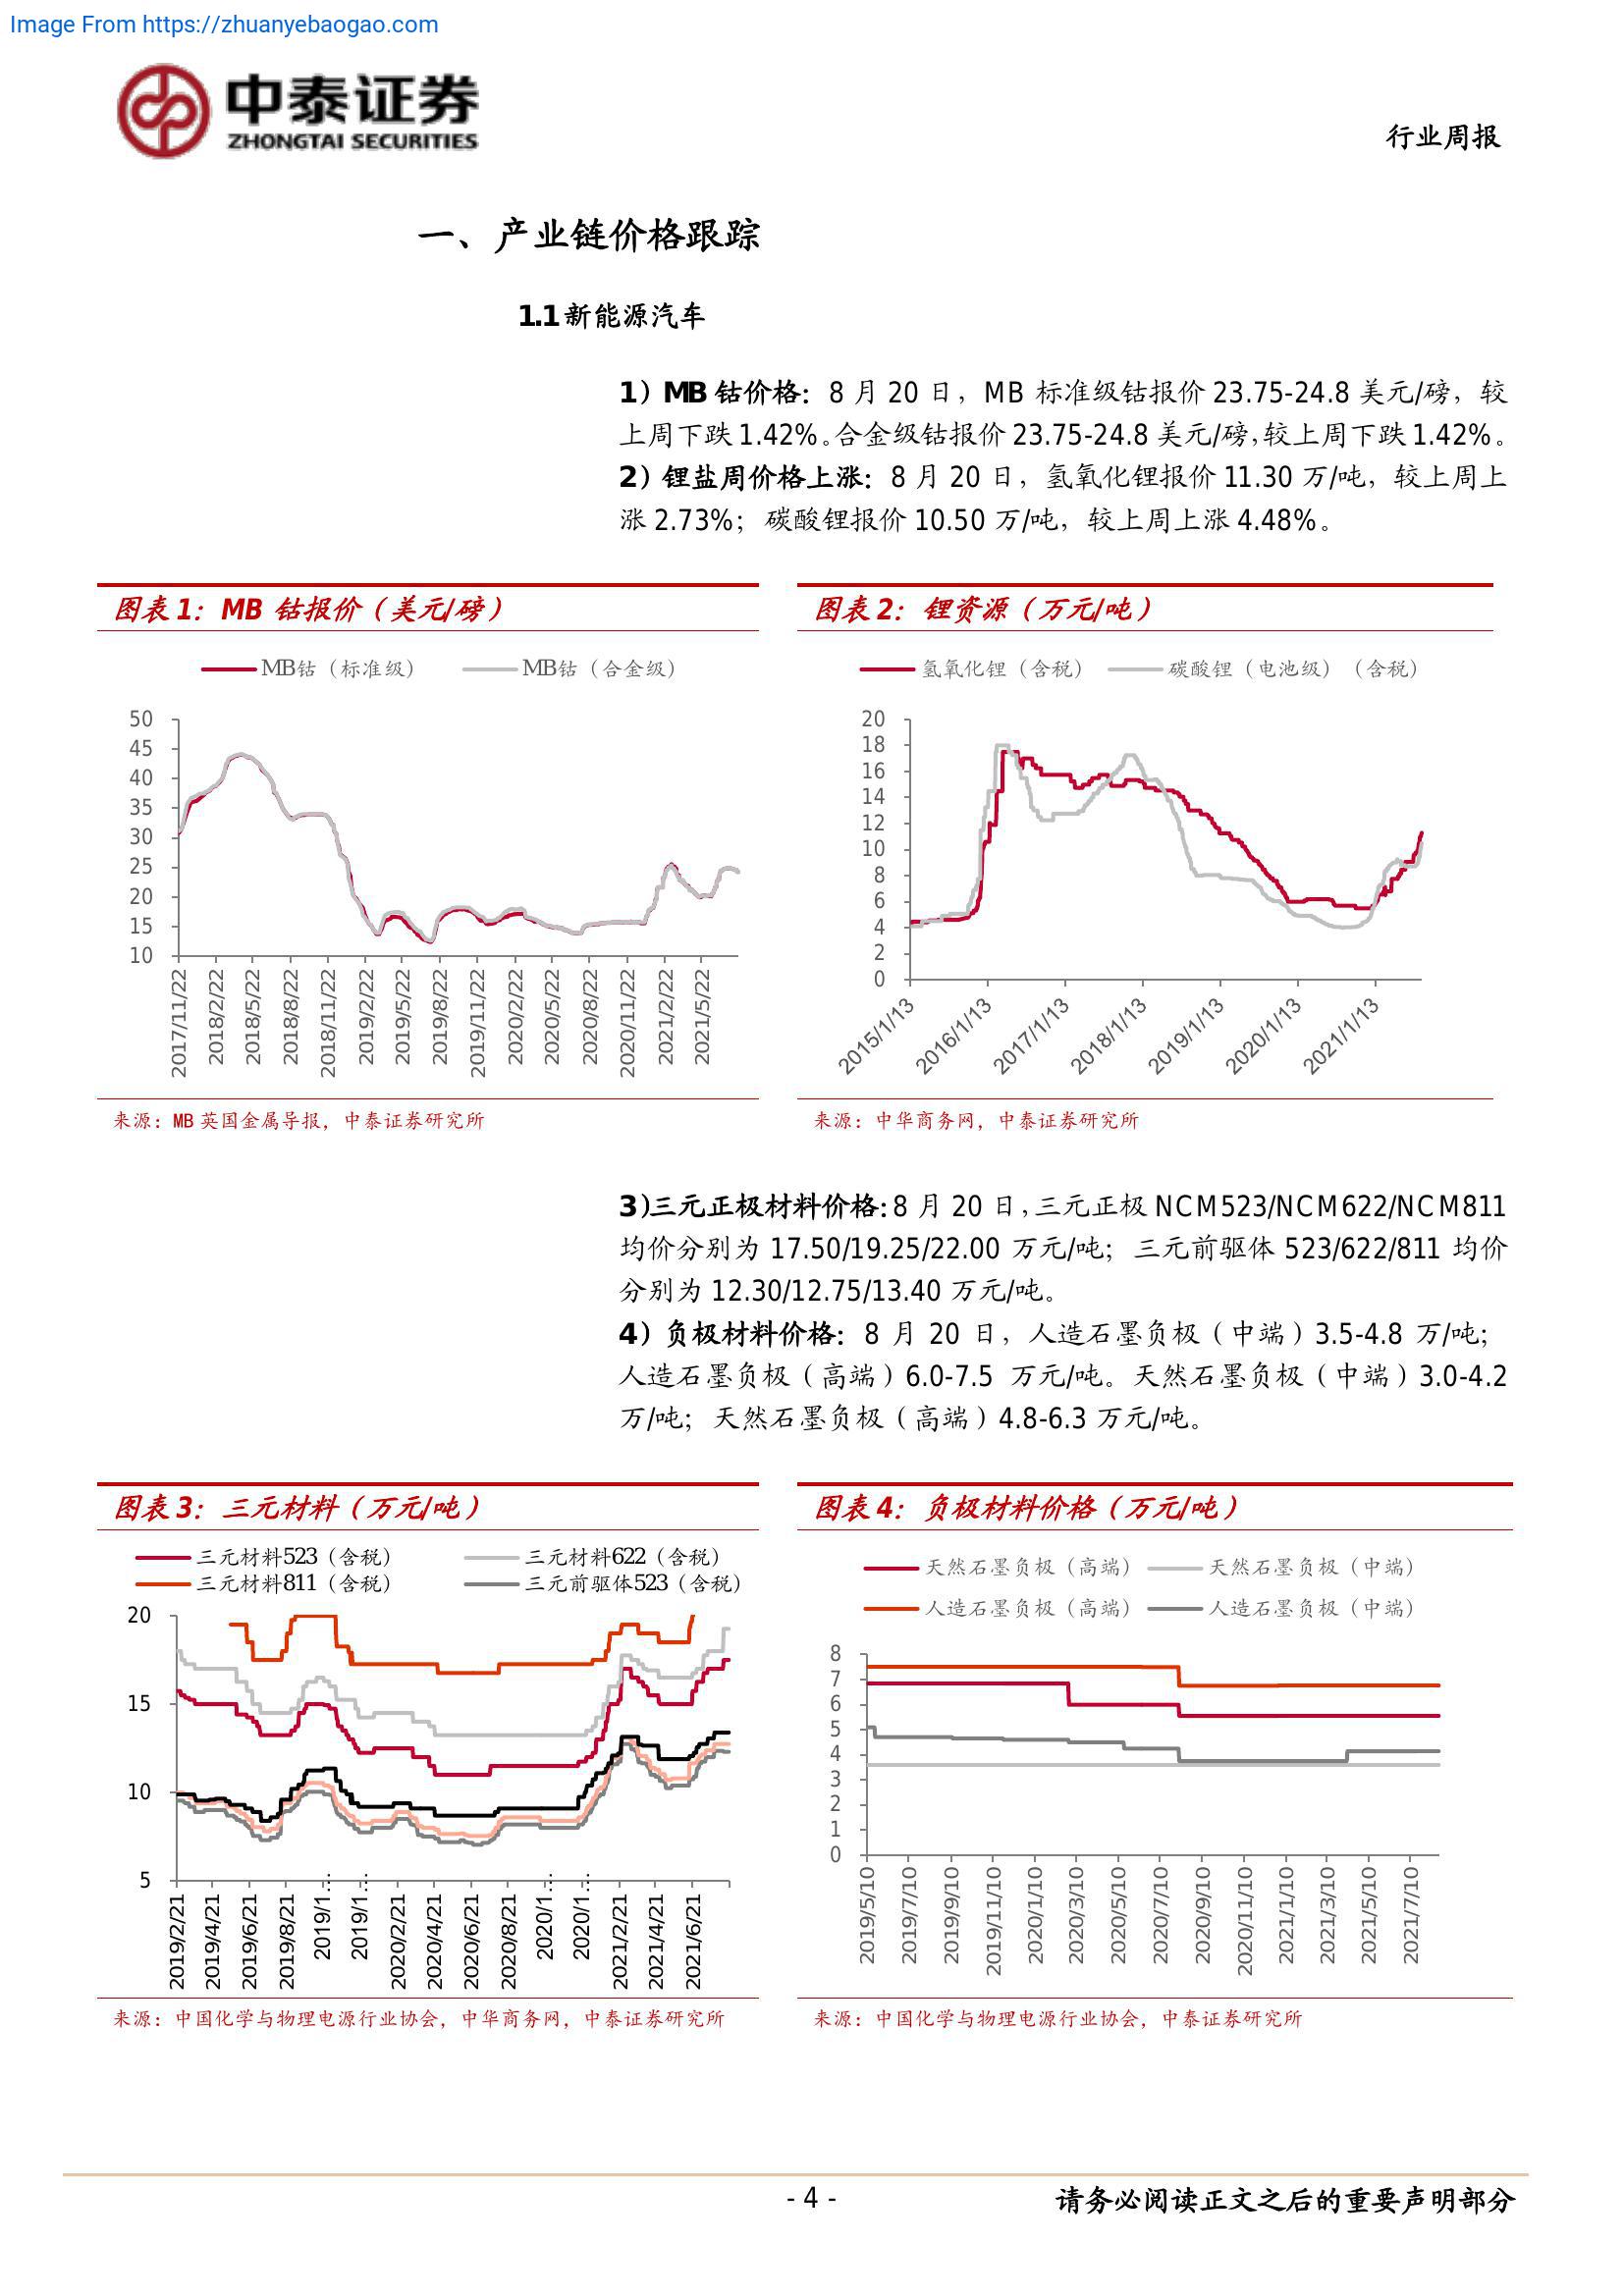 Image From https://zhuanyebaogao.com
中泰证券
ZHONGTAI SECURITIES
行业周报
一、产业链价格跟踪
1.1 新能源汽车
1）MB 钴价格：8 月 20 日，MB 标准级钴报价 23.75-24.8 美元/磅，较
上周下跌 1.42%。合金级钴报价 23.75-24.8 美元/磅，较上周下跌 1.42%。
2）锂盐周价格上涨：8 月 20 日，氢氧化锂报价 11.30 万/吨，较上周上
涨 2.73%；碳酸锂报价 10.50 万/吨，较上周上涨 4.48%。
图表 1：MB 钴报价（美元/磅）
MB钴（标准级） MB钴（合金级）
50
45
40
35
30
25
20
15
10
2017/11/22 2018/2/22 2018/5/22 2018/8/22 2018/11/22 2019/2/22 2019/5/22 2019/8/22 2019/11/22 2020/2/22 2020/5/22 2020/8/22 2020/11/22 2021/2/22 2021/5/22
来源：MB 英国金属导报，中泰证券研究所
图表 2：锂资源（万元/吨）
氢氧化锂（含税） 碳酸锂（电池级）（含税）
20
18
16
14
12
10
8
6
4
2
0
2015/1/13 2016/1/13 2017/1/13 2018/1/13 2019/1/13 2020/1/13 2021/1/13
来源：中华商务网，中泰证券研究所
3）三元正极材料价格：8 月 20 日，三元正极 NCM523/NCM622/NCM811
均价分别为 17.50/19.25/22.00 万元/吨；三元前驱体 523/622/811 均价
分别为 12.30/12.75/13.40 万元/吨。
4）负极材料价格：8 月 20 日，人造石墨负极（中端）3.5-4.8 万/吨；
人造石墨负极（高端）6.0-7.5 万元/吨。天然石墨负极（中端）3.0-4.2
万/吨；天然石墨负极（高端）4.8-6.3 万元/吨。
图表 3：三元材料（万元/吨）
三元材料523（含税） 三元材料622（含税）
三元材料811（含税） 三元前驱体523（含税）
20
15
10
5
2019/2/21 2019/4/21 2019/6/21 2019/8/21 2019/1… 2019/1… 2020/2/21 2020/4/21 2020/6/21 2020/8/21 2020/1… 2020/1… 2021/2/21 2021/4/21 2021/6/21
来源：中国化学与物理电源行业协会，中华商务网，中泰证券研究所
图表 4：负极材料价格（万元/吨）
天然石墨负极（高端） 天然石墨负极（中端）
人造石墨负极（高端） 人造石墨负极（中端）
8
7
6
5
4
3
2
1
0
2019/5/10 2019/7/10 2019/9/10 2019/11/10 2020/1/10 2020/3/10 2020/5/10 2020/7/10 2020/9/10 2020/11/10 2021/1/10 2021/3/10 2021/5/10 2021/7/10
来源：中国化学与物理电源行业协会，中泰证券研究所
- 4 -
请务必阅读正文之后的重要声明部分